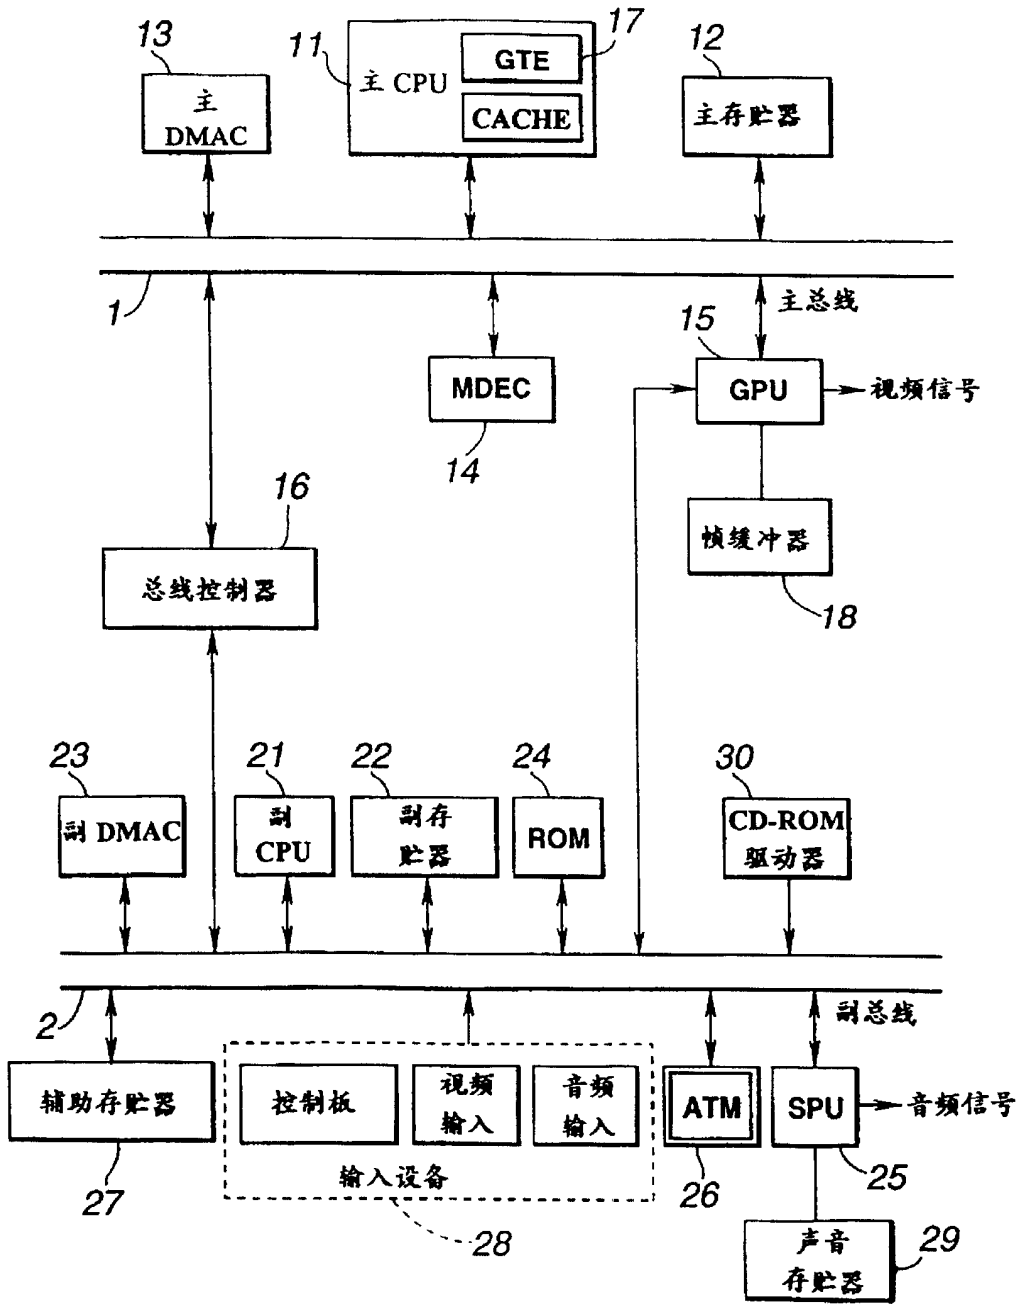 13
11
17
12
主
DMAC
主 CPU
GTE
CACHE
主存贮器
1
主总线
15
MDEC
GPU
视频信号
14
16
帧缓冲器
总线控制器
18
23
21
22
24
30
副 DMAC
副
CPU
副存
贮器
ROM
CD-ROM
驱动器
2
副总线
辅助存贮器
控制板
视频
输入
音频
输入
ATM
SPU
音频信号
输入设备
27
28
26
25
声音
存贮器
29